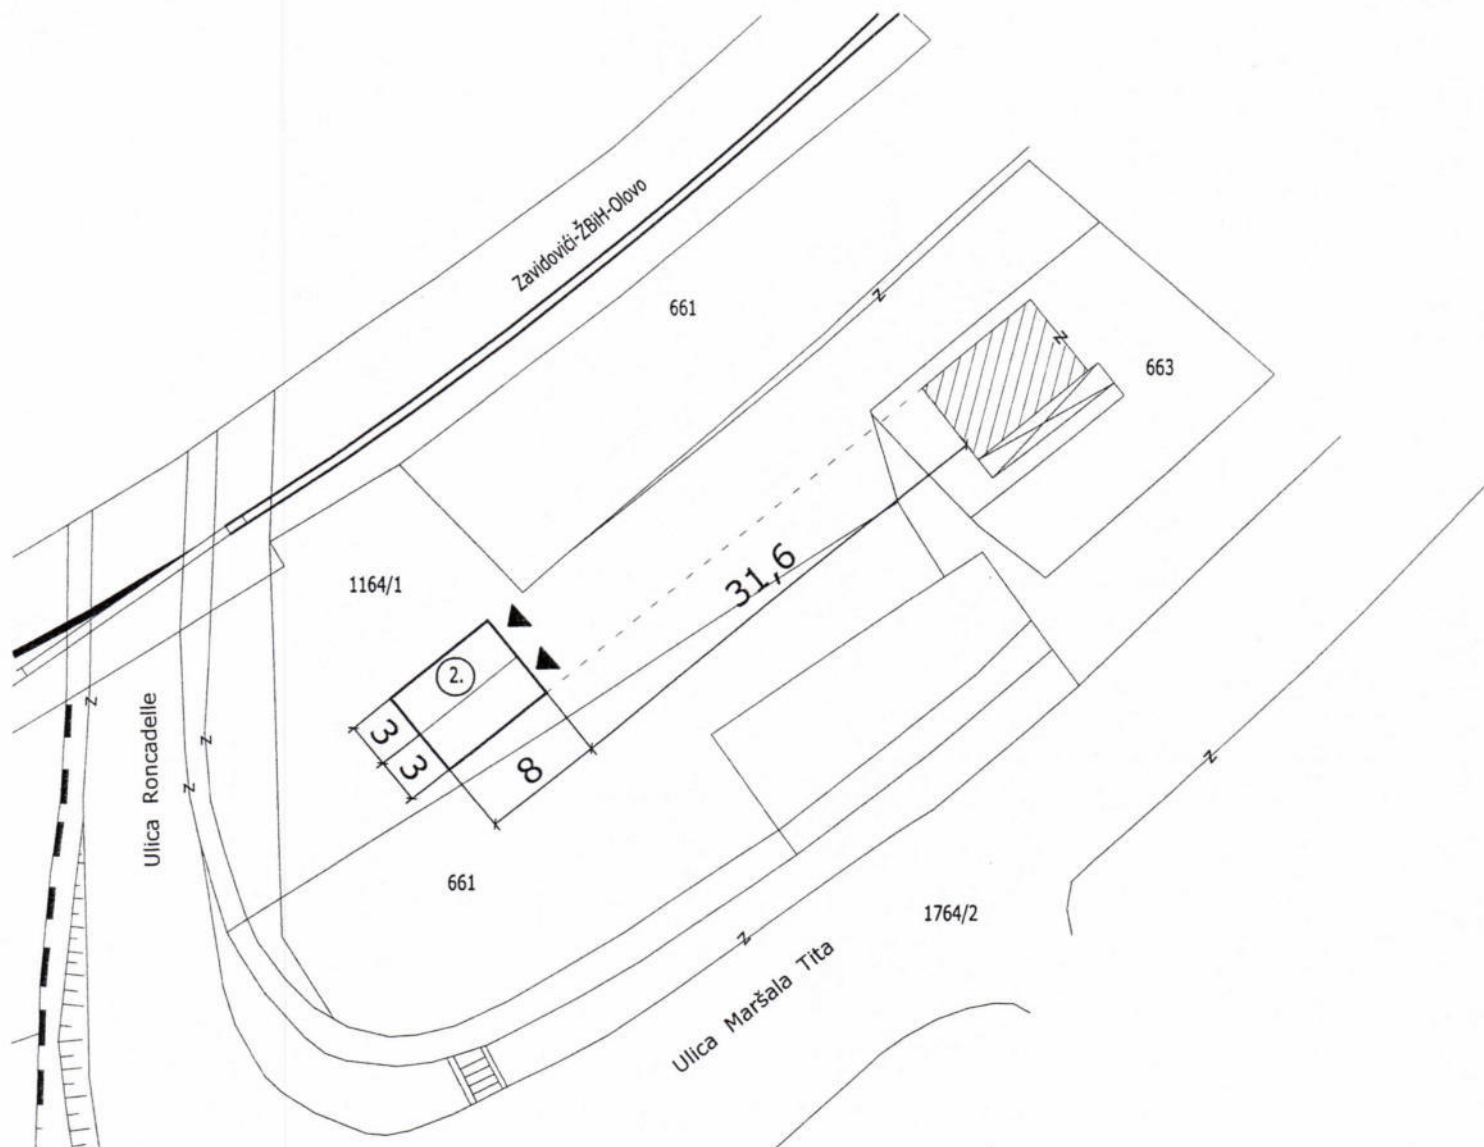 Zavidovići-ŽBiH-Olovo
661
663
31,6
1164/1
2.
3
3
8
Ulica Roncadelle
661
1764/2
Ulica Maršala Tita
z
z
z
z
z
z
z